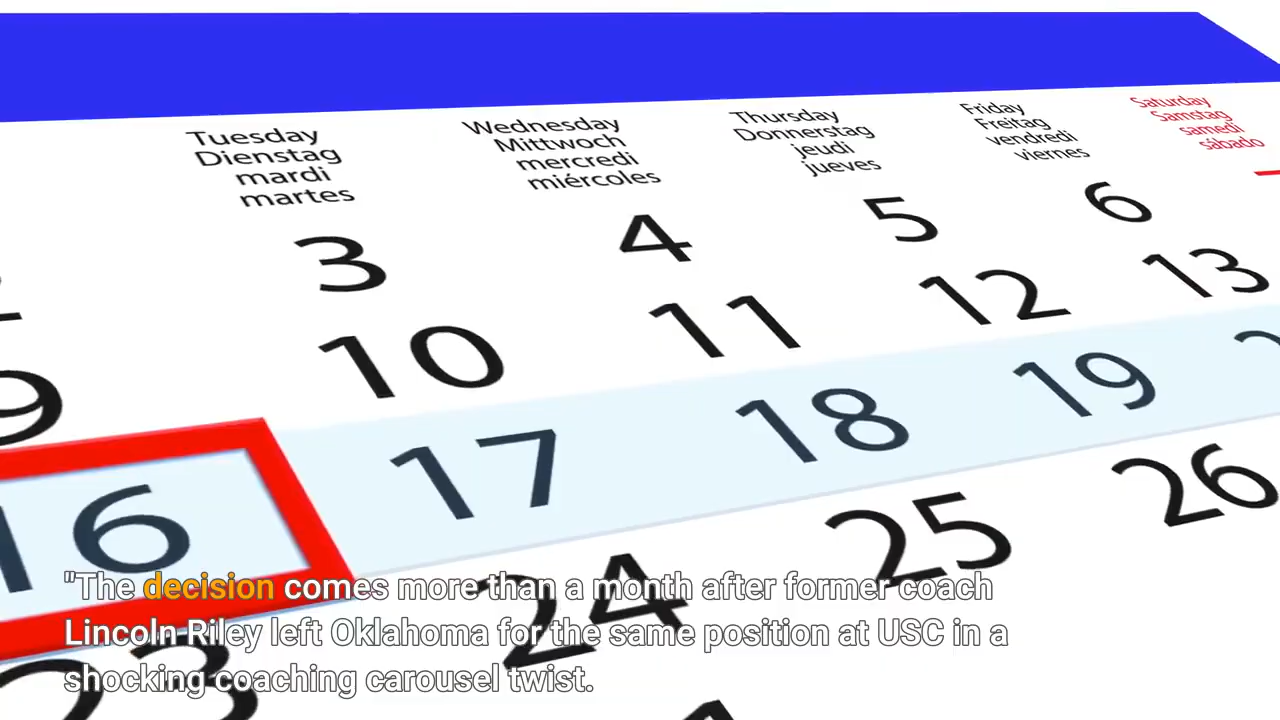 Tuesday Wednesday Thursday Friday Saturday
Dienstag Mittwoch Donnerstag Freitag Samstag
mardi mercredi jeudi vendredi samedi
martes miércoles jueves viernes sábado
3 4 5 6
9 10 11 12 13
16 17 18 19
23 24 25 26
"The decision comes more than a month after former coach
Lincoln Riley left Oklahoma for the same position at USC in a
shocking coaching carousel twist.